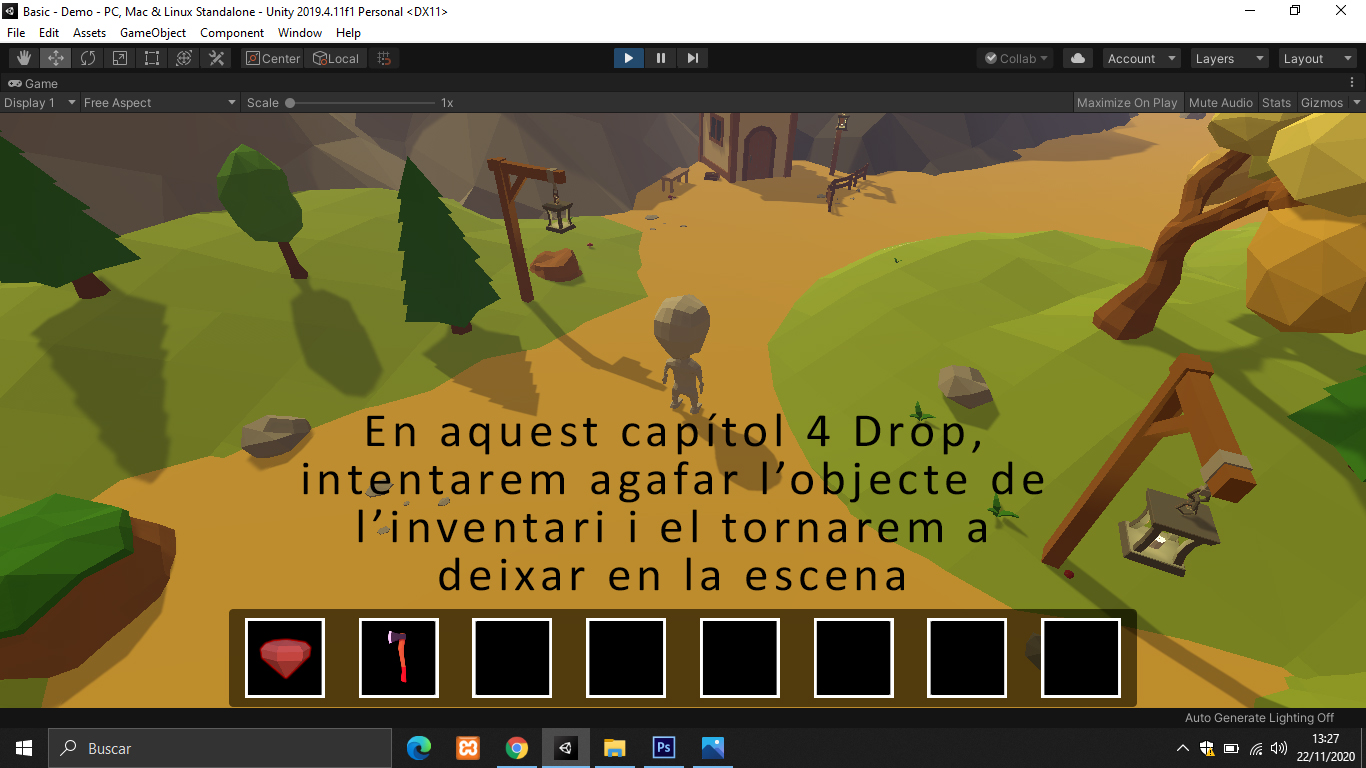 Basic - Demo - PC, Mac & Linux Standalone - Unity 2019.4.11f1 Personal <DX11>
File Edit Assets GameObject Component Window Help
Center Local Collab Account Layers Layout
Game
Display 1 Free Aspect Scale 1x Maximize On Play Mute Audio Stats Gizmos
En aquest capítol 4 Drop,
intentarem agafar l’objecte de
l’inventari i el tornarem a
deixar en la escena
Auto Generate Lighting Off
Buscar
Ps
13:27
22/11/2020